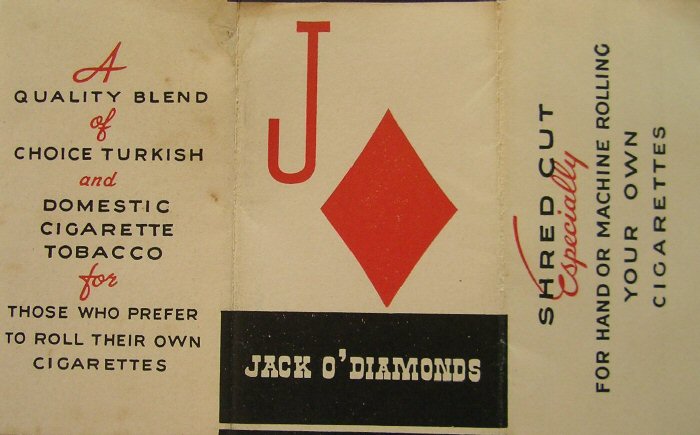 A
QUALITY BLEND
of
CHOICE TURKISH
and
DOMESTIC
CIGARETTE
TOBACCO
for
THOSE WHO PREFER
TO ROLL THEIR OWN
CIGARETTES
J
JACK O'DIAMONDS
SHRED CUT
Especially
FOR HAND OR MACHINE ROLLING
YOUR OWN
CIGARETTES